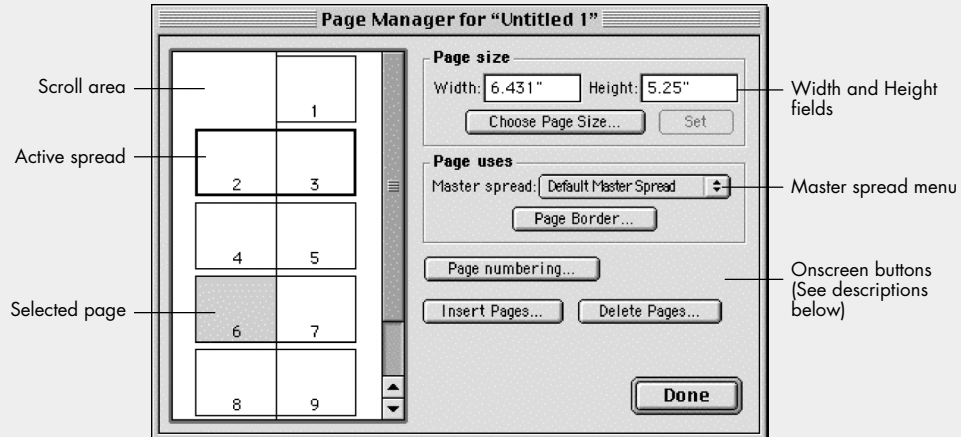 Page Manager for “Untitled 1”
Scroll area
Active spread
Selected page
1
2 3
4 5
6 7
8 9
Page size
Width: 6.431" Height: 5.25"
Choose Page Size... Set
Page uses
Master spread: Default Master Spread
Page Border...
Page numbering...
Insert Pages... Delete Pages...
Done
Width and Height
fields
Master spread menu
Onscreen buttons
(See descriptions
below)